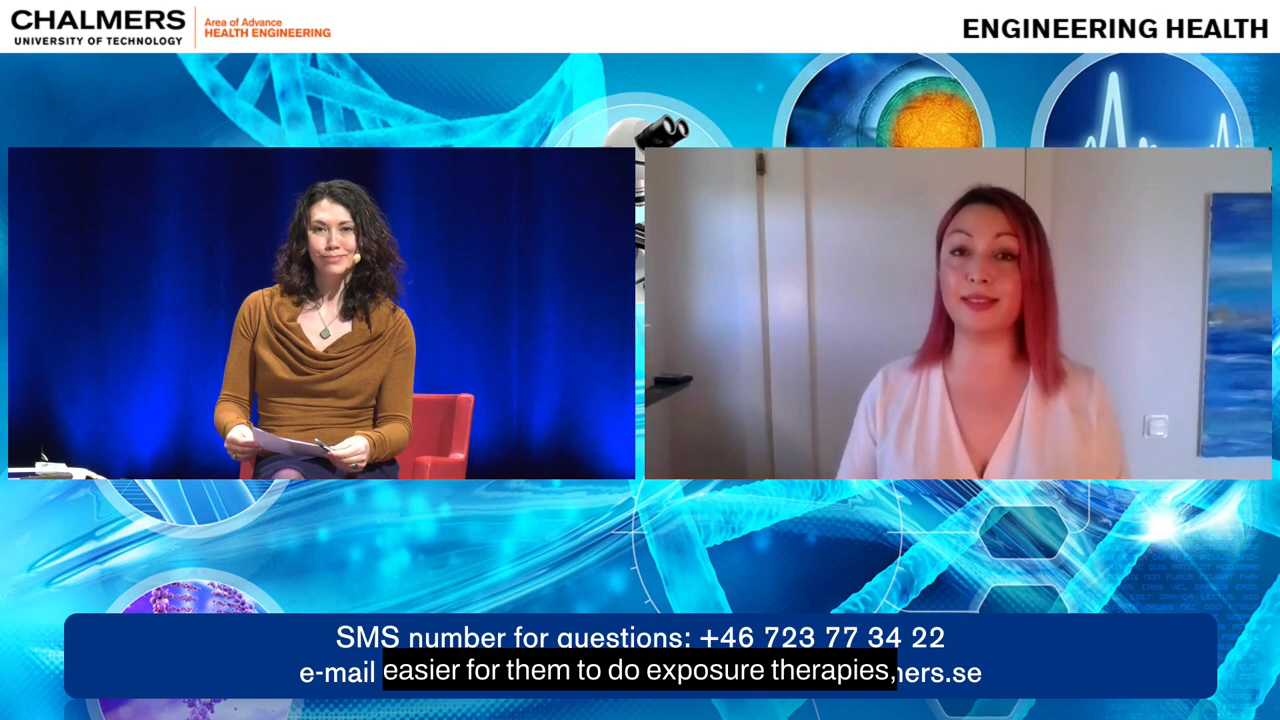 CHALMERS
UNIVERSITY OF TECHNOLOGY
Area of Advance
HEALTH ENGINEERING
ENGINEERING HEALTH
SMS number for questions: +46 723 77 34 22
e-mail
easier for them to do exposure therapies,
ers.se